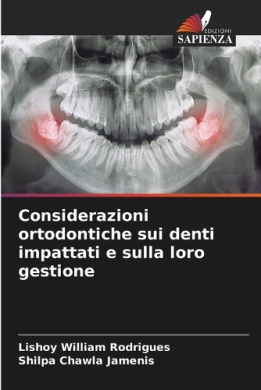 EDIZIONI
SAPIENZA
Considerazioni
ortodontiche sui denti
impattati e sulla loro
gestione
Lishoy William Rodrigues
Shilpa Chawla Jamenis